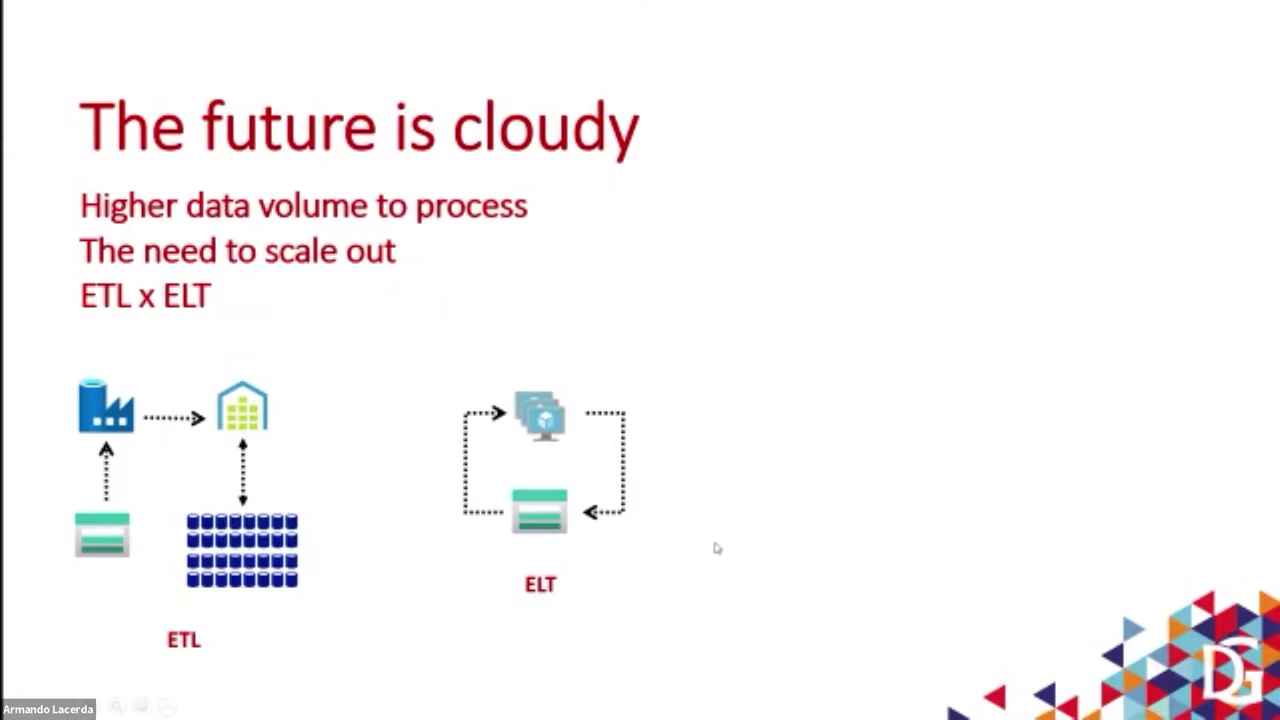 The future is cloudy
Higher data volume to process
The need to scale out
ETL x ELT
ELT
ETL
DG
Armando Lacerda